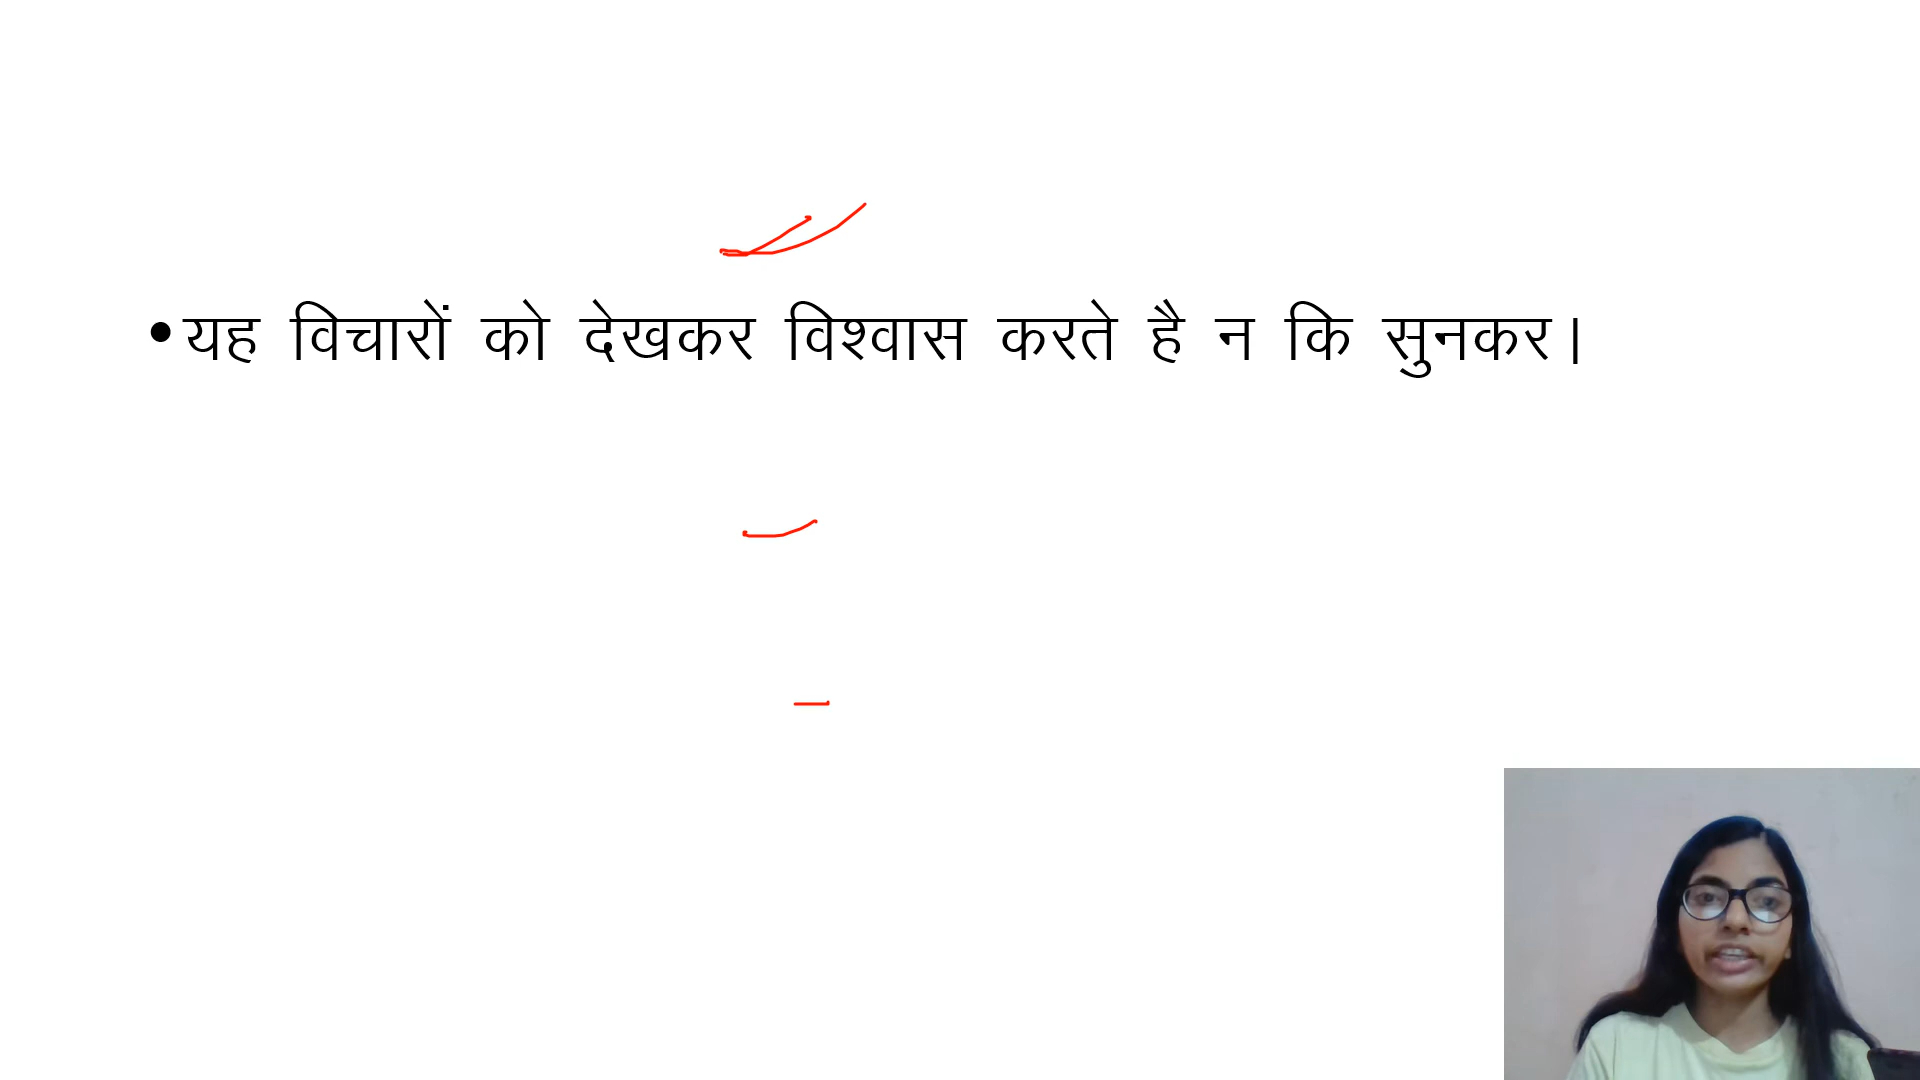 •यह विचारों को देखकर विश्वास करते है न कि सुनकर।